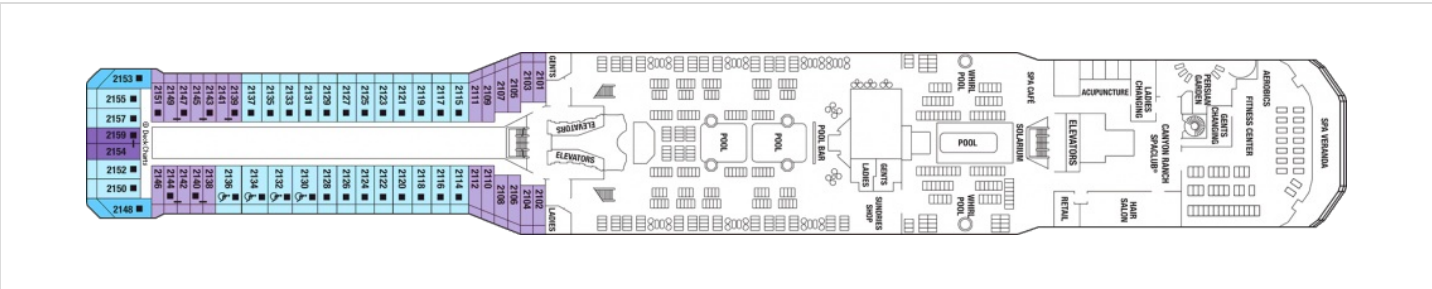 2153
2155
2157
2159
2154
2152
2150
2148
© Deck Charts
2151
2149
2147
2145
2143
2141
2139
2137
2135
2133
2131
2129
2127
2125
2123
2121
2119
2117
2115
2111
2109
2107
2105
2103
2101
2146
2144
2142
2140
2138
2136
2134
2132
2130
2128
2126
2124
2122
2120
2118
2116
2114
2112
2110
2108
2106
2104
2102
GENTS
LADIES
ELEVATORS
ELEVATORS
POOL
POOL
POOL BAR
GENTS
LADIES
SUNDRIES
SHOP
WHIRL
POOL
POOL
WHIRL
POOL
SOLARIUM
SPA CAFÉ
ELEVATORS
RETAIL
ACUPUNCTURE
LADIES
CHANGING
CANYON RANCH
SPACLUB®
HAIR
SALON
PERSIAN
GARDEN
GENTS
CHANGING
FITNESS CENTER
AEROBICS
SPA VERANDA